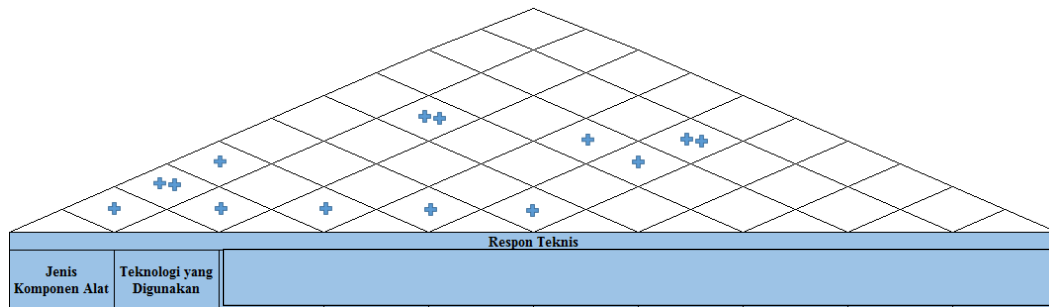 Respon Teknis
Jenis
Komponen Alat
Teknologi yang
Digunakan